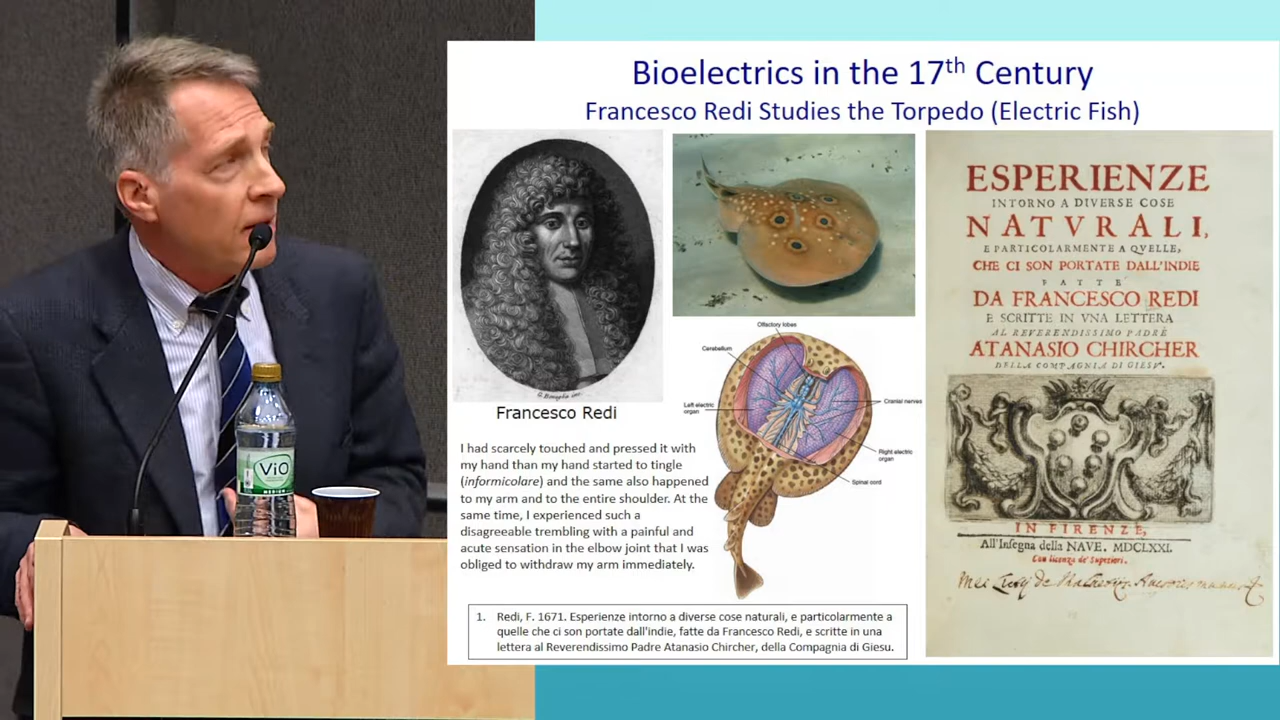 Bioelectrics in the 17th Century
Francesco Redi Studies the Torpedo (Electric Fish)
Francesco Redi
I had scarcely touched and pressed it with
my hand than my hand started to tingle
(informicolare) and the same also happened
to my arm and to the entire shoulder. At the
same time, I experienced such a
disagreeable trembling with a painful and
acute sensation in the elbow joint that I was
obliged to withdraw my arm immediately.
Olfactory lobes
Cerebellum
Left electric
organ
Cranial nerves
Right electric
organ
Spinal cord
ESPERIENZE
INTORNO A DIVERSE COSE
NATVRALI,
E PARTICOLARMENTE A QVELLE,
CHE CI SON PORTATE DALL'INDIE
FATTE
DA FRANCESCO REDI
E SCRITTE IN VNA LETTERA
AL REVERENDISSIMO PADRE
ATANASIO CHIRCHER
DELLA COMPAGNIA DI GIESV.
IN FIRENZE,
All'Insegna della NAVE. MDCLXXI.
Con licenza de' Superiori.
1. Redi, F. 1671. Esperienze intorno a diverse cose naturali, e particolarmente a
quelle che ci son portate dall'indie, fatte da Francesco Redi, e scritte in una
lettera al Reverendissimo Padre Atanasio Chircher, della Compagnia di Giesu.
ViO
MEDIUM